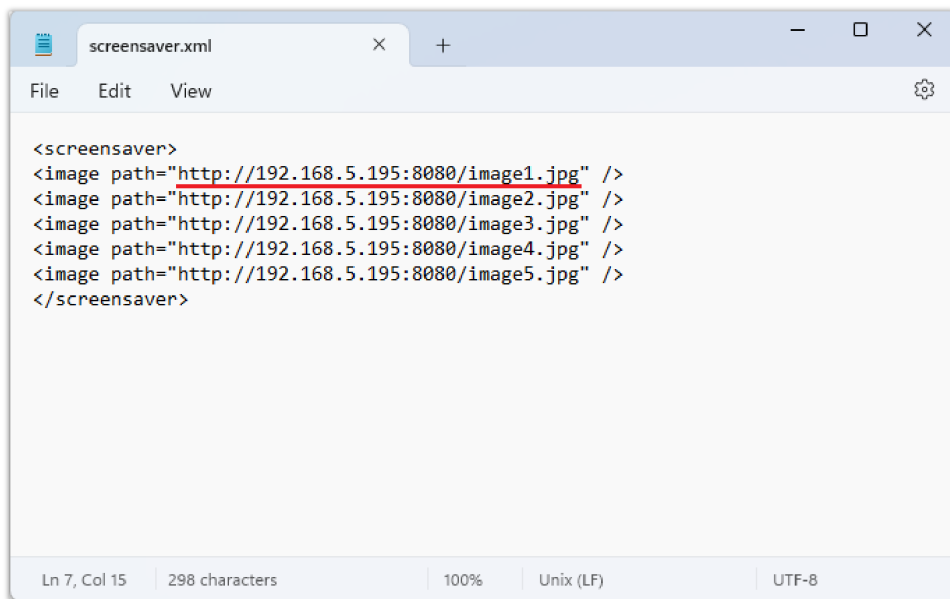 screensaver.xml
File Edit View
<screensaver>
<image path="http://192.168.5.195:8080/image1.jpg" />
<image path="http://192.168.5.195:8080/image2.jpg" />
<image path="http://192.168.5.195:8080/image3.jpg" />
<image path="http://192.168.5.195:8080/image4.jpg" />
<image path="http://192.168.5.195:8080/image5.jpg" />
</screensaver>
Ln 7, Col 15 298 characters 100% Unix (LF) UTF-8